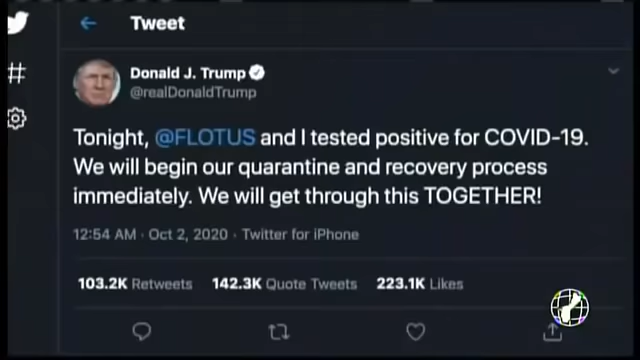 Tweet
Donald J. Trump
@realDonaldTrump
Tonight, @FLOTUS and I tested positive for COVID-19.
We will begin our quarantine and recovery process
immediately. We will get through this TOGETHER!
12:54 AM · Oct 2, 2020 · Twitter for iPhone
103.2K Retweets 142.3K Quote Tweets 223.1K Likes